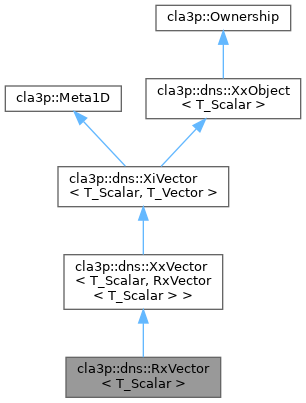 cla3p::Ownership
cla3p::Meta1D
cla3p::dns::XxObject
< T_Scalar >
cla3p::dns::XiVector
< T_Scalar, T_Vector >
cla3p::dns::XxVector
< T_Scalar, RxVector
< T_Scalar > >
cla3p::dns::RxVector
< T_Scalar >